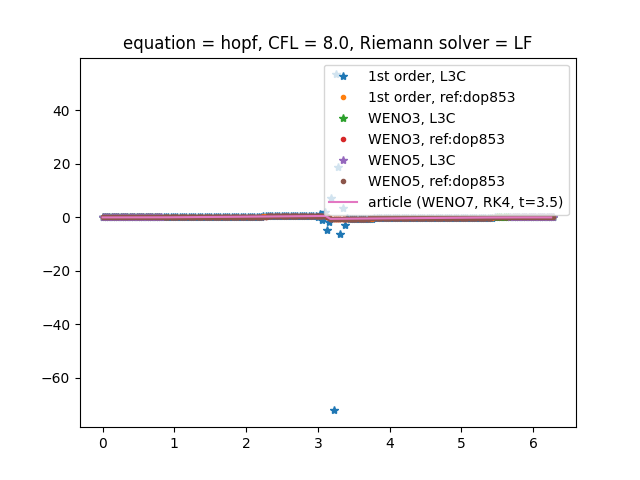 equation = hopf, CFL = 8.0, Riemann solver = LF
1st order, L3C
1st order, ref:dop853
WENO3, L3C
WENO3, ref:dop853
WENO5, L3C
WENO5, ref:dop853
article (WENO7, RK4, t=3.5)
40
20
0
−20
−40
−60
0 1 2 3 4 5 6